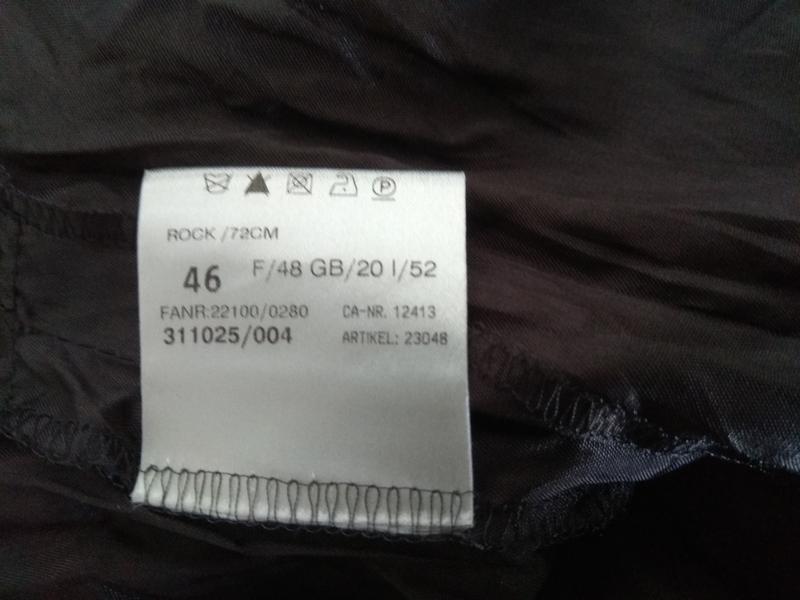 P
ROCK /72CM
46 F/48 GB/20 I/52
FANR:22100/0280 CA-NR. 12413
311025/004 ARTIKEL: 23048